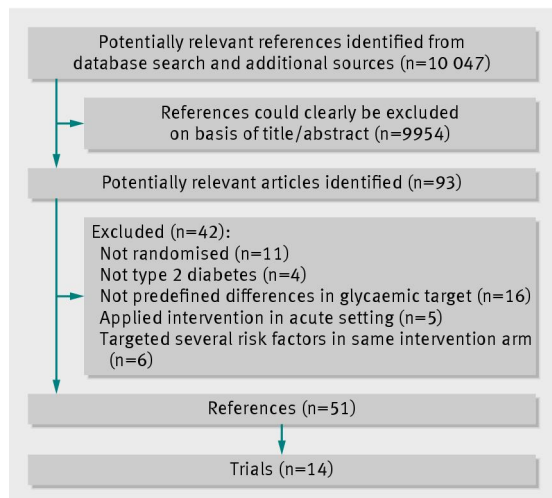 Potentially relevant references identified from
database search and additional sources (n=10 047)
References could clearly be excluded
on basis of title/abstract (n=9954)
Potentially relevant articles identified (n=93)
Excluded (n=42):
Not randomised (n=11)
Not type 2 diabetes (n=4)
Not predefined differences in glycaemic target (n=16)
Applied intervention in acute setting (n=5)
Targeted several risk factors in same intervention arm
(n=6)
References (n=51)
Trials (n=14)